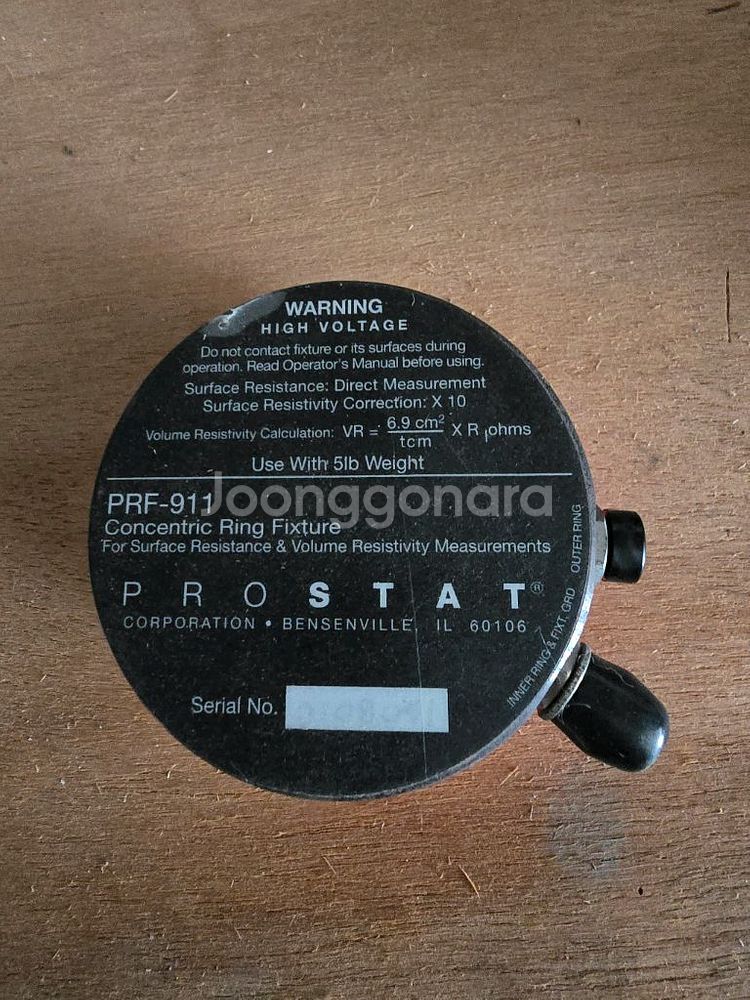 WARNING
HIGH VOLTAGE
Do not contact fixture or its surfaces during
operation. Read Operator's Manual before using.
Surface Resistance: Direct Measurement
Surface Resistivity Correction: X 10
Volume Resistivity Calculation: VR = 6.9 cm² / tcm X R ohms
Use With 5lb Weight
PRF-911
Joonggonara
Concentric Ring Fixture
For Surface Resistance & Volume Resistivity Measurements
PROSTAT®
CORPORATION • BENSENVILLE, IL 60106
Serial No.
INNER RING & FIXT. GRD
OUTER RING